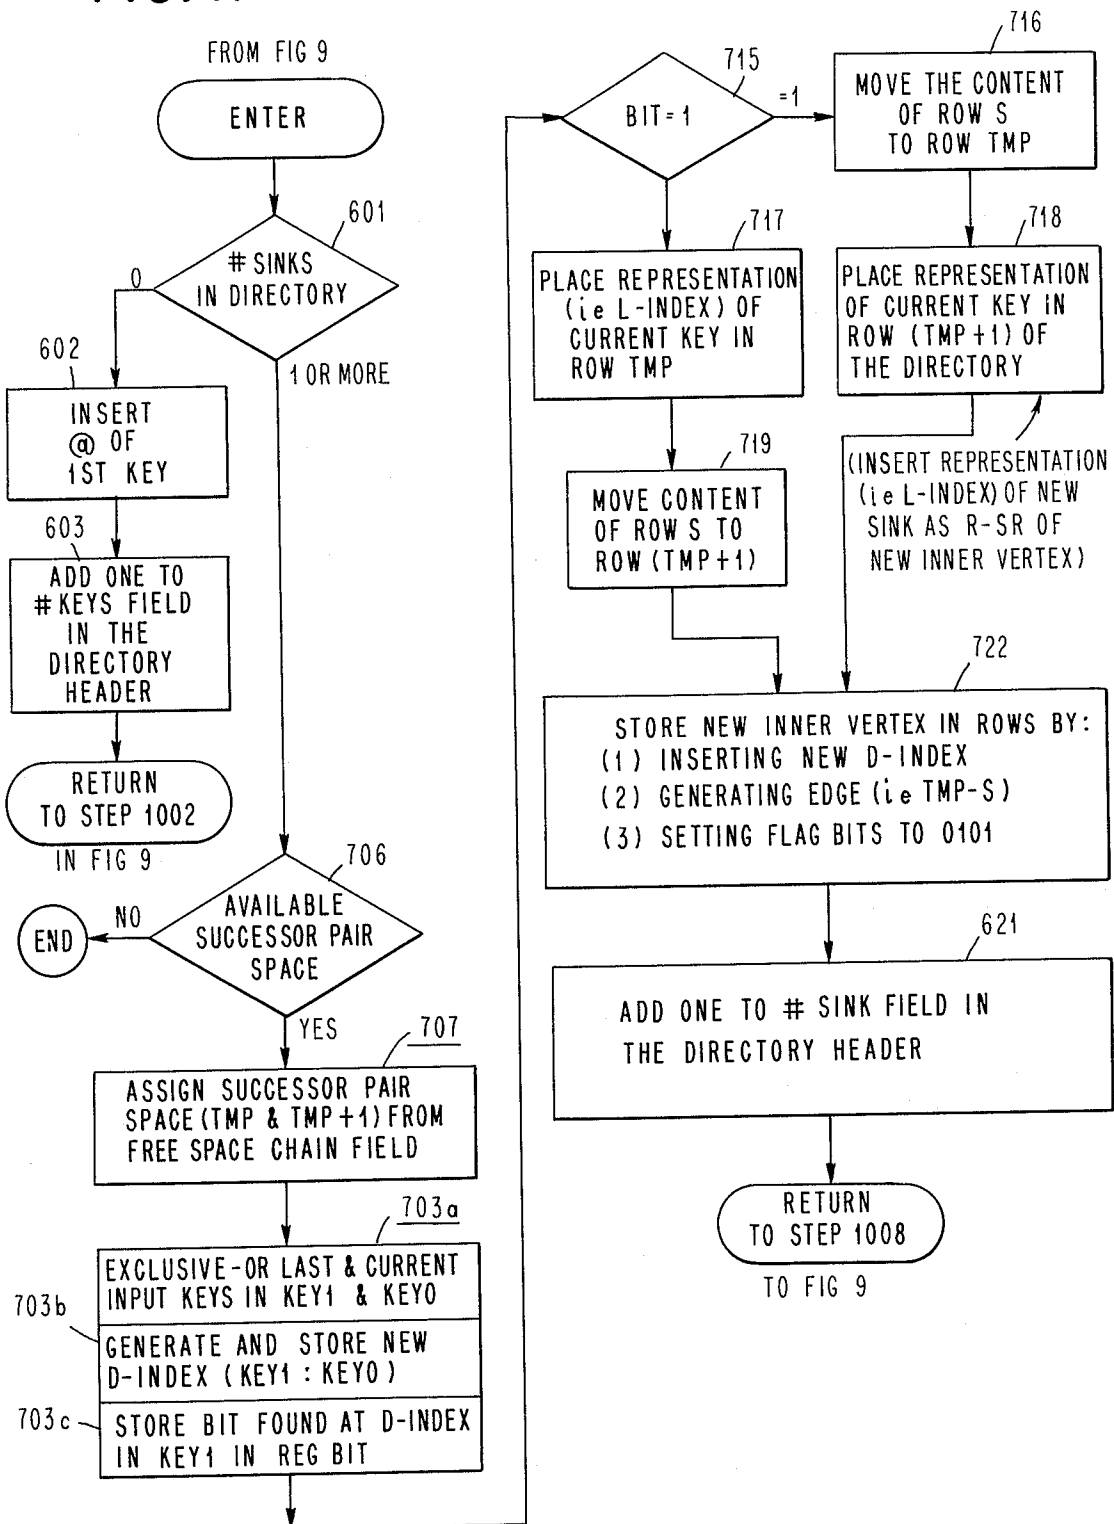 FROM FIG 9
ENTER
601
# SINKS
IN DIRECTORY
0
1 OR MORE
602
INSERT
@ OF
1ST KEY
603
ADD ONE TO
# KEYS FIELD
IN THE
DIRECTORY
HEADER
RETURN
TO STEP 1002
IN FIG 9
706
AVAILABLE
SUCCESSOR PAIR
SPACE
NO
END
YES
707
ASSIGN SUCCESSOR PAIR
SPACE (TMP & TMP+1) FROM
FREE SPACE CHAIN FIELD
703a
EXCLUSIVE-OR LAST & CURRENT
INPUT KEYS IN KEY1 & KEY0
703b
GENERATE AND STORE NEW
D-INDEX (KEY1 : KEY0)
703c
STORE BIT FOUND AT D-INDEX
IN KEY1 IN REG BIT
715
BIT=1
=1
716
MOVE THE CONTENT
OF ROW S
TO ROW TMP
717
PLACE REPRESENTATION
(ie L-INDEX) OF
CURRENT KEY IN
ROW TMP
718
PLACE REPRESENTATION
OF CURRENT KEY IN
ROW (TMP+1) OF
THE DIRECTORY
719
MOVE CONTENT
OF ROW S TO
ROW (TMP+1)
(INSERT REPRESENTATION
(ie L-INDEX) OF NEW
SINK AS R-SR OF
NEW INNER VERTEX)
722
STORE NEW INNER VERTEX IN ROWS BY:
(1) INSERTING NEW D-INDEX
(2) GENERATING EDGE (ie TMP-S)
(3) SETTING FLAG BITS TO 0101
621
ADD ONE TO # SINK FIELD IN
THE DIRECTORY HEADER
RETURN
TO STEP 1008
TO FIG 9